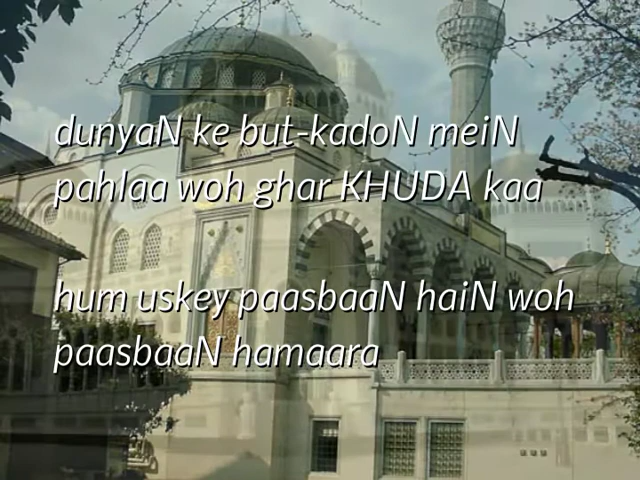 dunyaN ke but-kadoN meiN
pahlaa woh ghar KHUDA kaa
hum uskey paasbaaN haiN woh
paasbaaN hamaara